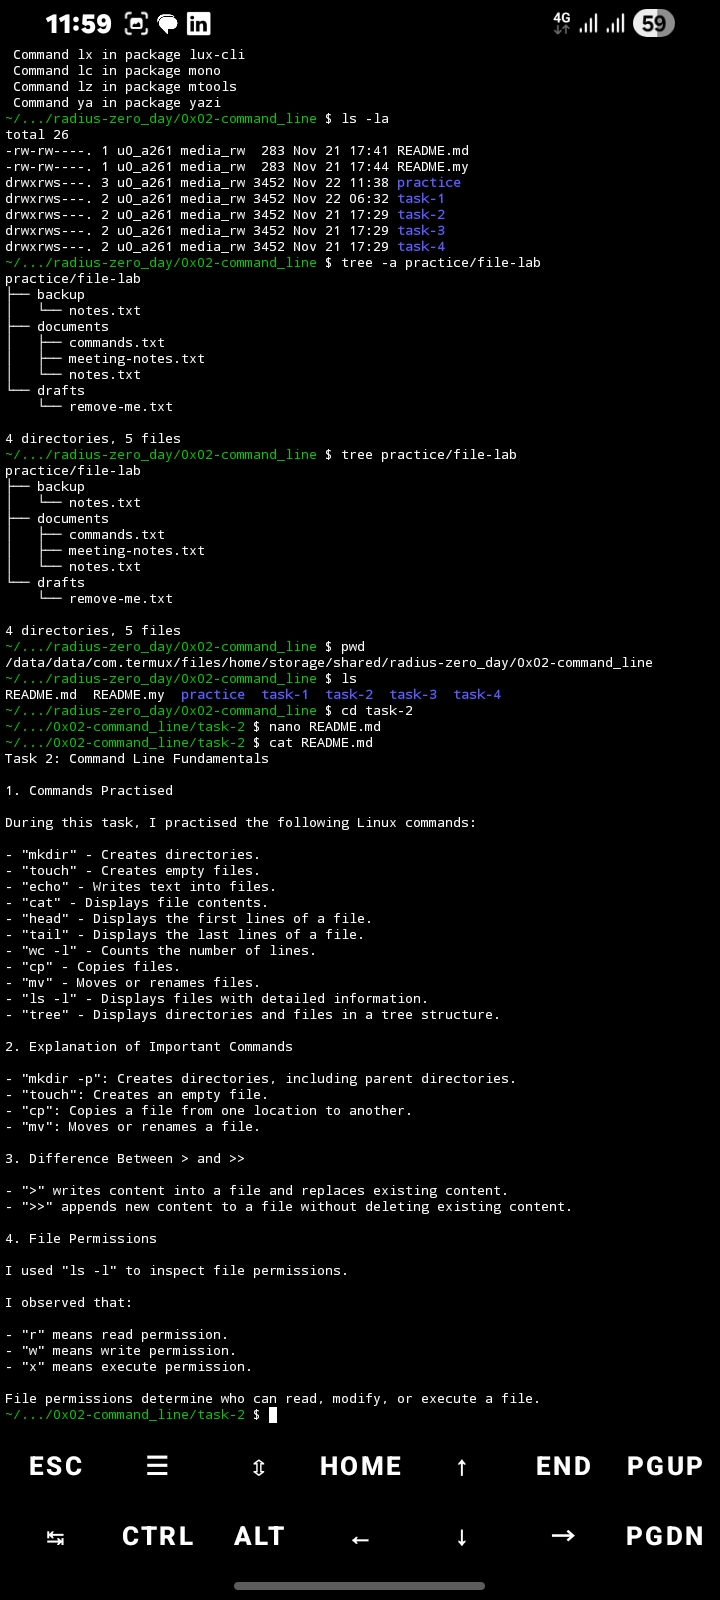 11:59 4G 59
Command lx in package lux-cli
Command lc in package mono
Command lz in package mtools
Command ya in package yazi
~/.../radius-zero_day/0x02-command_line $ ls -la
total 26
-rw-rw----. 1 u0_a261 media_rw  283 Nov 21 17:41 README.md
-rw-rw----. 1 u0_a261 media_rw  283 Nov 21 17:44 README.my
drwxrws---. 3 u0_a261 media_rw 3452 Nov 22 11:38 practice
drwxrws---. 2 u0_a261 media_rw 3452 Nov 22 06:32 task-1
drwxrws---. 2 u0_a261 media_rw 3452 Nov 21 17:29 task-2
drwxrws---. 2 u0_a261 media_rw 3452 Nov 21 17:29 task-3
drwxrws---. 2 u0_a261 media_rw 3452 Nov 21 17:29 task-4
~/.../radius-zero_day/0x02-command_line $ tree -a practice/file-lab
practice/file-lab
├── backup
│   └── notes.txt
├── documents
│   ├── commands.txt
│   ├── meeting-notes.txt
│   └── notes.txt
└── drafts
    └── remove-me.txt
4 directories, 5 files
~/.../radius-zero_day/0x02-command_line $ tree practice/file-lab
practice/file-lab
├── backup
│   └── notes.txt
├── documents
│   ├── commands.txt
│   ├── meeting-notes.txt
│   └── notes.txt
└── drafts
    └── remove-me.txt
4 directories, 5 files
~/.../radius-zero_day/0x02-command_line $ pwd
/data/data/com.termux/files/home/storage/shared/radius-zero_day/0x02-command_line
~/.../radius-zero_day/0x02-command_line $ ls
README.md  README.my  practice  task-1  task-2  task-3  task-4
~/.../radius-zero_day/0x02-command_line $ cd task-2
~/.../0x02-command_line/task-2 $ nano README.md
~/.../0x02-command_line/task-2 $ cat README.md
Task 2: Command Line Fundamentals
1. Commands Practised
During this task, I practised the following Linux commands:
- "mkdir" - Creates directories.
- "touch" - Creates empty files.
- "echo" - Writes text into files.
- "cat" - Displays file contents.
- "head" - Displays the first lines of a file.
- "tail" - Displays the last lines of a file.
- "wc -l" - Counts the number of lines.
- "cp" - Copies files.
- "mv" - Moves or renames files.
- "ls -l" - Displays files with detailed information.
- "tree" - Displays directories and files in a tree structure.
2. Explanation of Important Commands
- "mkdir -p": Creates directories, including parent directories.
- "touch": Creates an empty file.
- "cp": Copies a file from one location to another.
- "mv": Moves or renames a file.
3. Difference Between > and >>
- ">" writes content into a file and replaces existing content.
- ">>" appends new content to a file without deleting existing content.
4. File Permissions
I used "ls -l" to inspect file permissions.
I observed that:
- "r" means read permission.
- "w" means write permission.
- "x" means execute permission.
File permissions determine who can read, modify, or execute a file.
~/.../0x02-command_line/task-2 $
ESC ☰ ⇳ HOME ↑ END PGUP
↹ CTRL ALT ← ↓ → PGDN